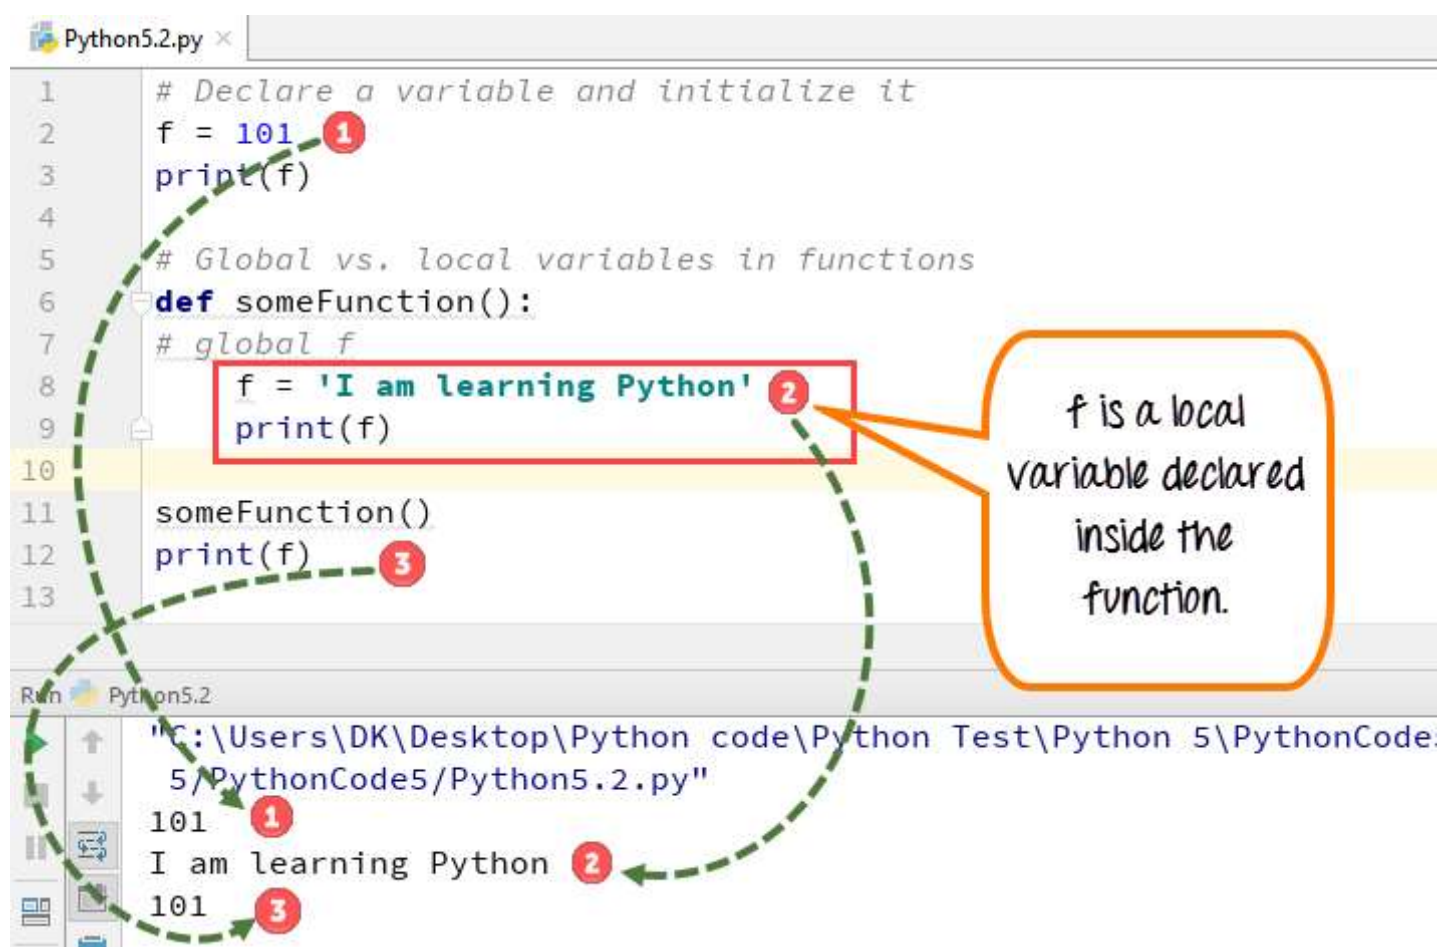 Python5.2.py
1 # Declare a variable and initialize it
2 f = 101 1
3 print(f)
4
5 # Global vs. local variables in functions
6 def someFunction():
7 # global f
8 f = 'I am learning Python' 2
9 print(f)
10
11 someFunction()
12 print(f) 3
13
f is a local
variable declared
inside the
function.
Run Python5.2
"C:\Users\DK\Desktop\Python code\Python Test\Python 5\PythonCode
5/PythonCode5/Python5.2.py"
101 1
I am learning Python 2
101 3